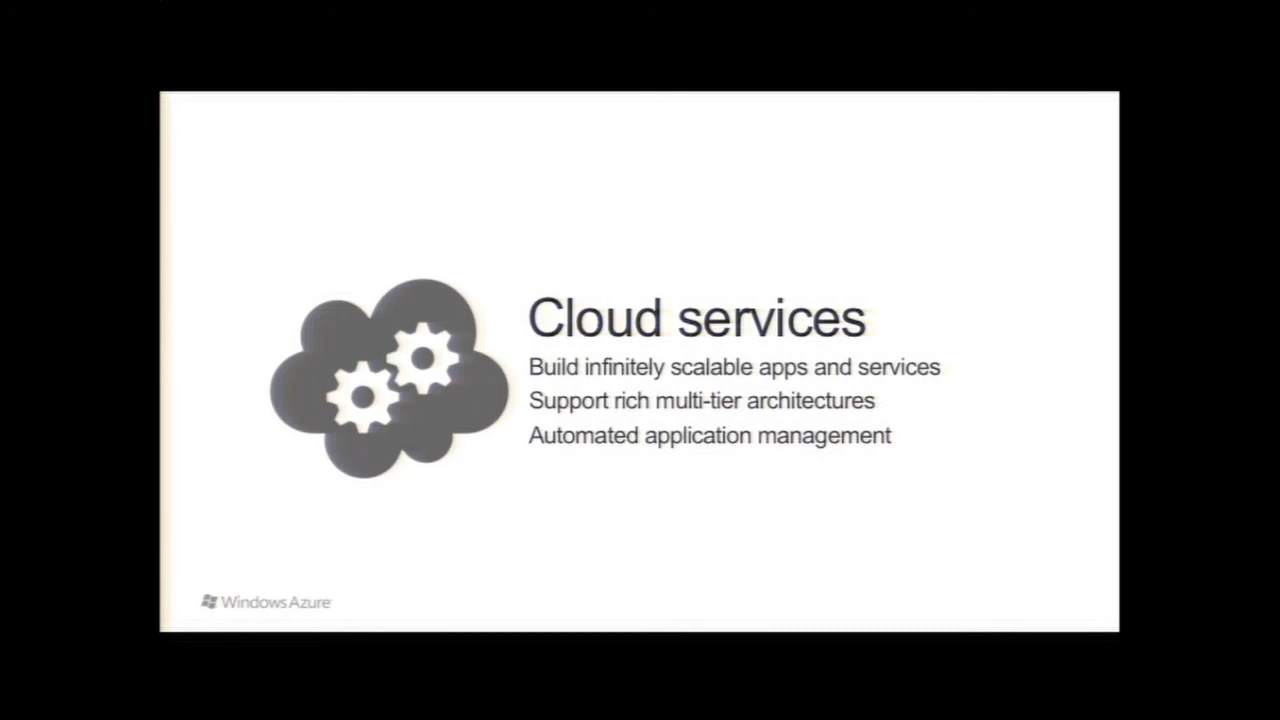 Cloud services
Build infinitely scalable apps and services
Support rich multi-tier architectures
Automated application management
Windows Azure